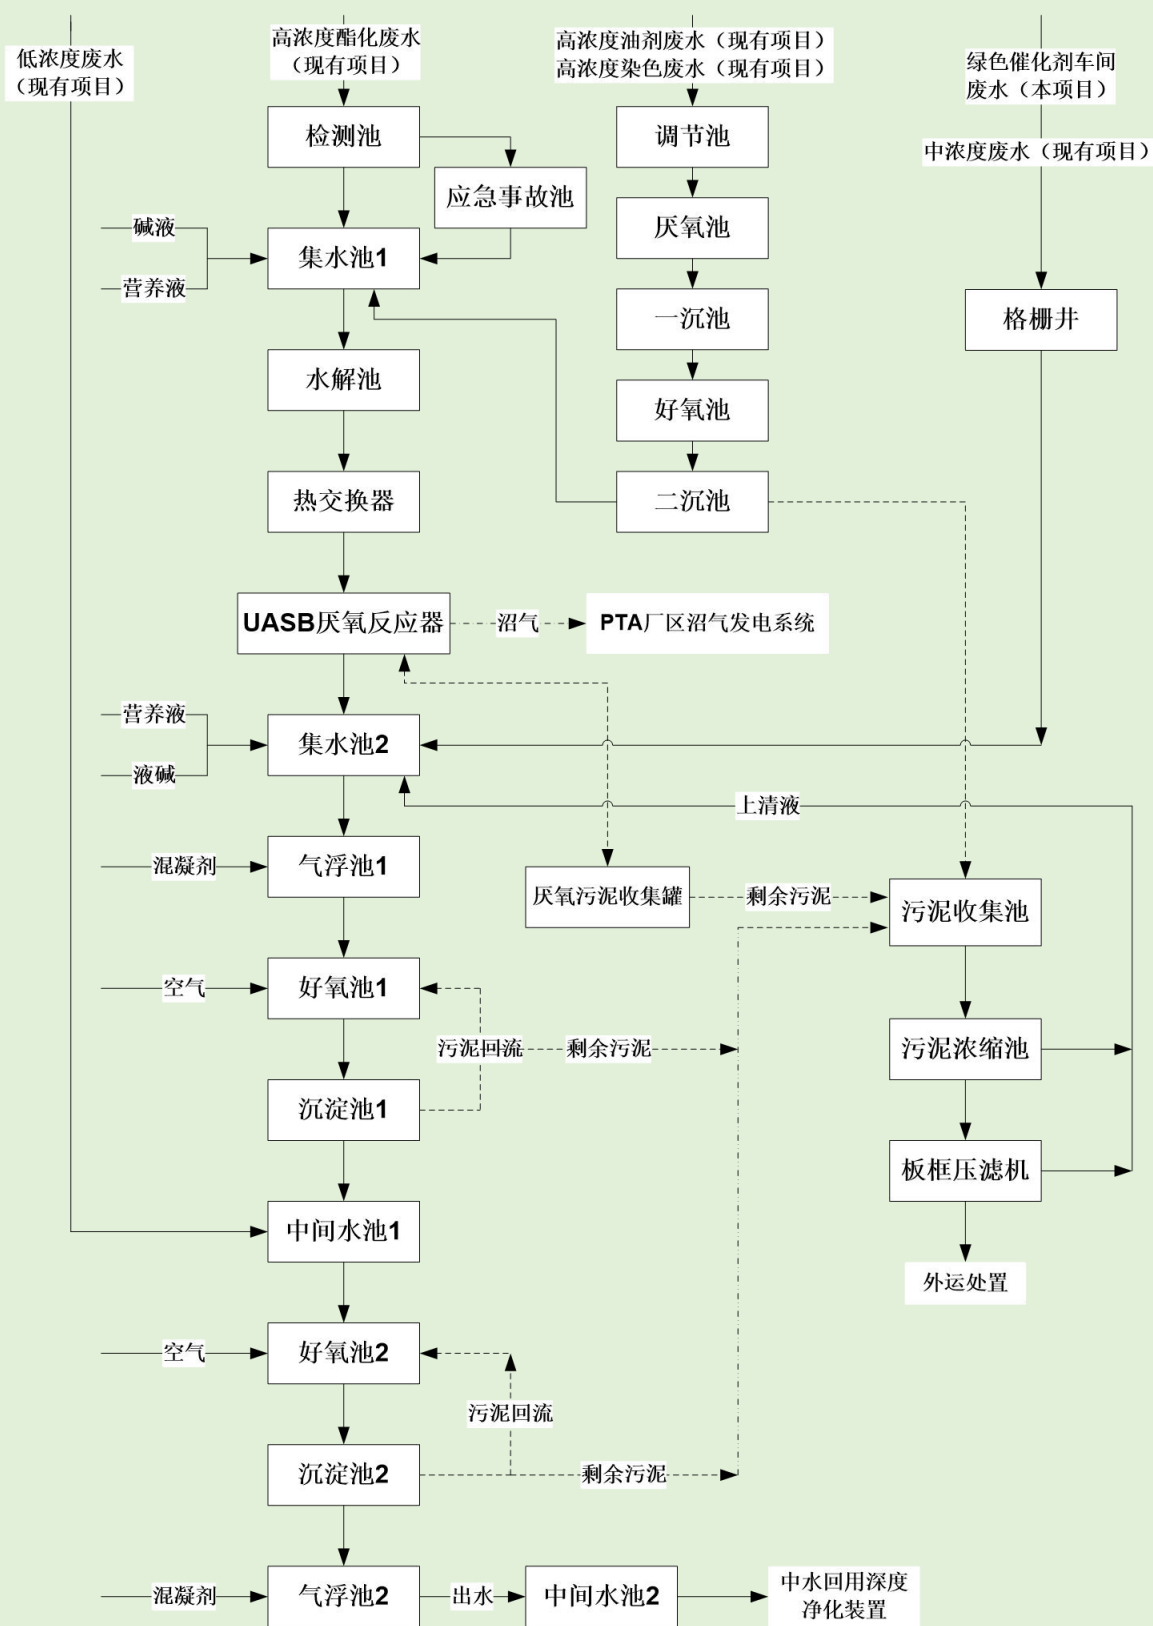 低浓度废水
（现有项目）
高浓度酯化废水
（现有项目）
高浓度油剂废水（现有项目）
高浓度染色废水（现有项目）
绿色催化剂车间
废水（本项目）
中浓度废水（现有项目）
检测池
调节池
应急事故池
碱液
营养液
集水池1
厌氧池
一沉池
格栅井
水解池
好氧池
热交换器
二沉池
UASB厌氧反应器
沼气
PTA厂区沼气发电系统
营养液
液碱
集水池2
上清液
混凝剂
气浮池1
厌氧污泥收集罐
剩余污泥
污泥收集池
空气
好氧池1
污泥回流
剩余污泥
污泥浓缩池
沉淀池1
板框压滤机
中间水池1
外运处置
空气
好氧池2
污泥回流
沉淀池2
剩余污泥
混凝剂
气浮池2
出水
中间水池2
中水回用深度
净化装置